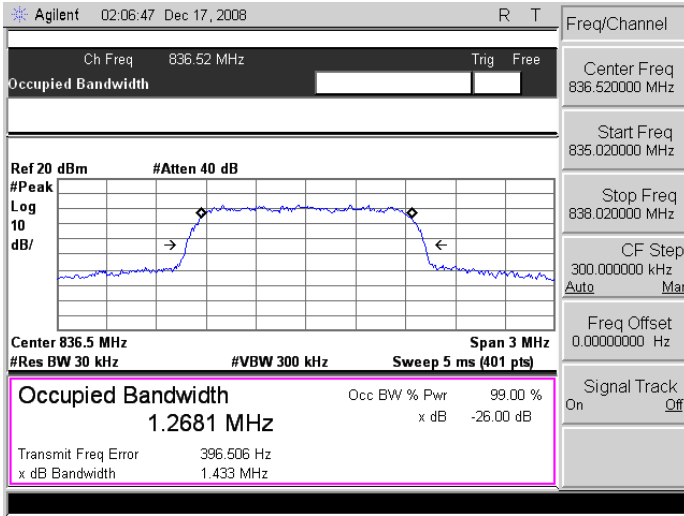 Agilent 02:06:47 Dec 17, 2008 R T
Freq/Channel
Ch Freq 836.52 MHz Trig Free
Occupied Bandwidth
Center Freq
836.520000 MHz
Start Freq
835.020000 MHz
Stop Freq
838.020000 MHz
CF Step
300.000000 kHz
Auto Man
Freq Offset
0.00000000 Hz
Signal Track
On Off
Ref 20 dBm #Atten 40 dB
#Peak
Log
10
dB/
Center 836.5 MHz Span 3 MHz
#Res BW 30 kHz #VBW 300 kHz Sweep 5 ms (401 pts)
Occupied Bandwidth Occ BW % Pwr 99.00 %
1.2681 MHz x dB -26.00 dB
Transmit Freq Error 396.506 Hz
x dB Bandwidth 1.433 MHz